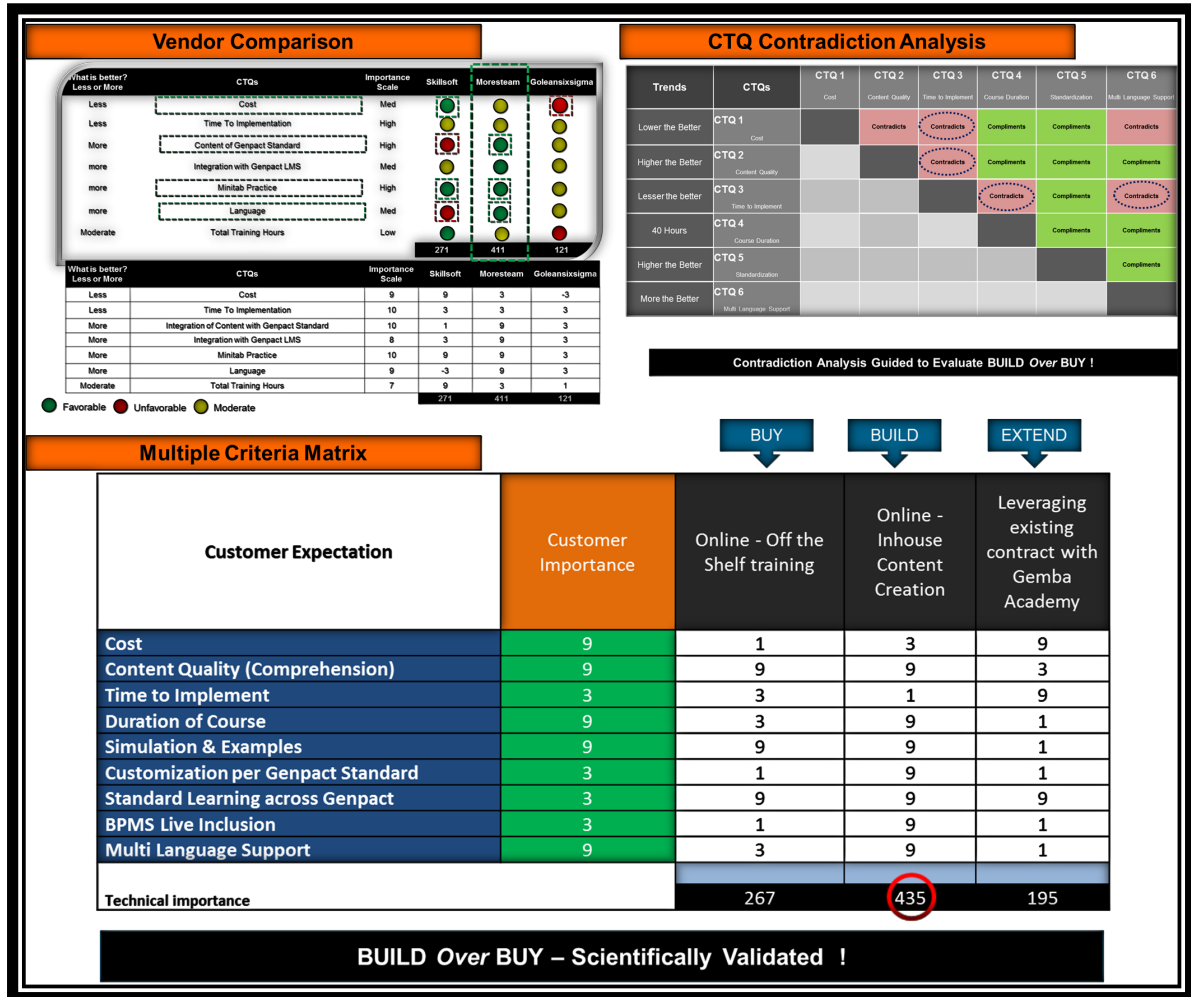 Vendor Comparison
What is better? Less or More CTQs Importance Scale Skillsoft Moresteam Goleansixsigma
Less Cost Med
Less Time To Implementation High
More Content of Genpact Standard High
more Integration with Genpact LMS Med
more Minitab Practice High
more Language Med
Moderate Total Training Hours Low
271 411 121
What is better? Less or More CTQs Importance Scale Skillsoft Moresteam Goleansixsigma
Less Cost 9 9 3 -3
Less Time To Implementation 10 3 3 3
More Integration of Content with Genpact Standard 10 1 9 3
More Integration with Genpact LMS 8 3 9 3
More Minitab Practice 10 9 9 3
More Language 9 -3 9 3
Moderate Total Training Hours 7 9 3 1
271 411 121
Favorable Unfavorable Moderate
CTQ Contradiction Analysis
Trends CTQs CTQ 1 CTQ 2 CTQ 3 CTQ 4 CTQ 5 CTQ 6
Cost Content Quality Time to Implement Course Duration Standardization Multi Language Support
Lower the Better CTQ 1 Cost Contradicts Contradicts Compliments Compliments Contradicts
Higher the Better CTQ 2 Content Quality Contradicts Compliments Compliments Compliments
Lesser the better CTQ 3 Time to Implement Contradicts Compliments Contradicts
40 Hours CTQ 4 Course Duration Compliments Compliments
Higher the Better CTQ 5 Standardization Compliments
More the Better CTQ 6 Multi Language Support
Contradiction Analysis Guided to Evaluate BUILD Over BUY !
Multiple Criteria Matrix
BUY BUILD EXTEND
Customer Expectation Customer Importance Online - Off the Shelf training Online - Inhouse Content Creation Leveraging existing contract with Gemba Academy
Cost 9 1 3 9
Content Quality (Comprehension) 9 9 9 3
Time to Implement 3 3 1 9
Duration of Course 9 3 9 1
Simulation & Examples 9 9 9 1
Customization per Genpact Standard 3 1 9 1
Standard Learning across Genpact 3 9 9 9
BPMS Live Inclusion 3 1 9 1
Multi Language Support 9 3 9 1
Technical importance 267 435 195
BUILD Over BUY – Scientifically Validated !